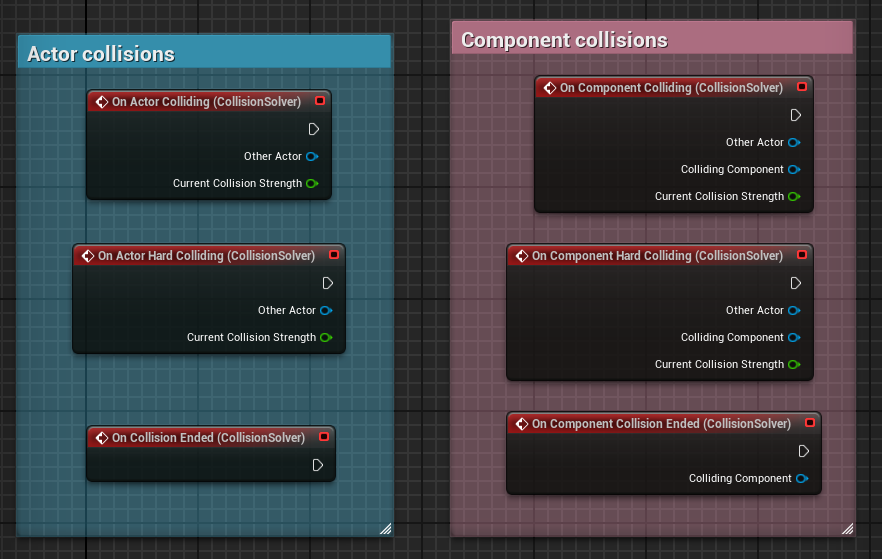 Actor collisions
On Actor Colliding (CollisionSolver)
Other Actor
Current Collision Strength
On Actor Hard Colliding (CollisionSolver)
Other Actor
Current Collision Strength
On Collision Ended (CollisionSolver)
Component collisions
On Component Colliding (CollisionSolver)
Other Actor
Colliding Component
Current Collision Strength
On Component Hard Colliding (CollisionSolver)
Other Actor
Colliding Component
Current Collision Strength
On Component Collision Ended (CollisionSolver)
Colliding Component